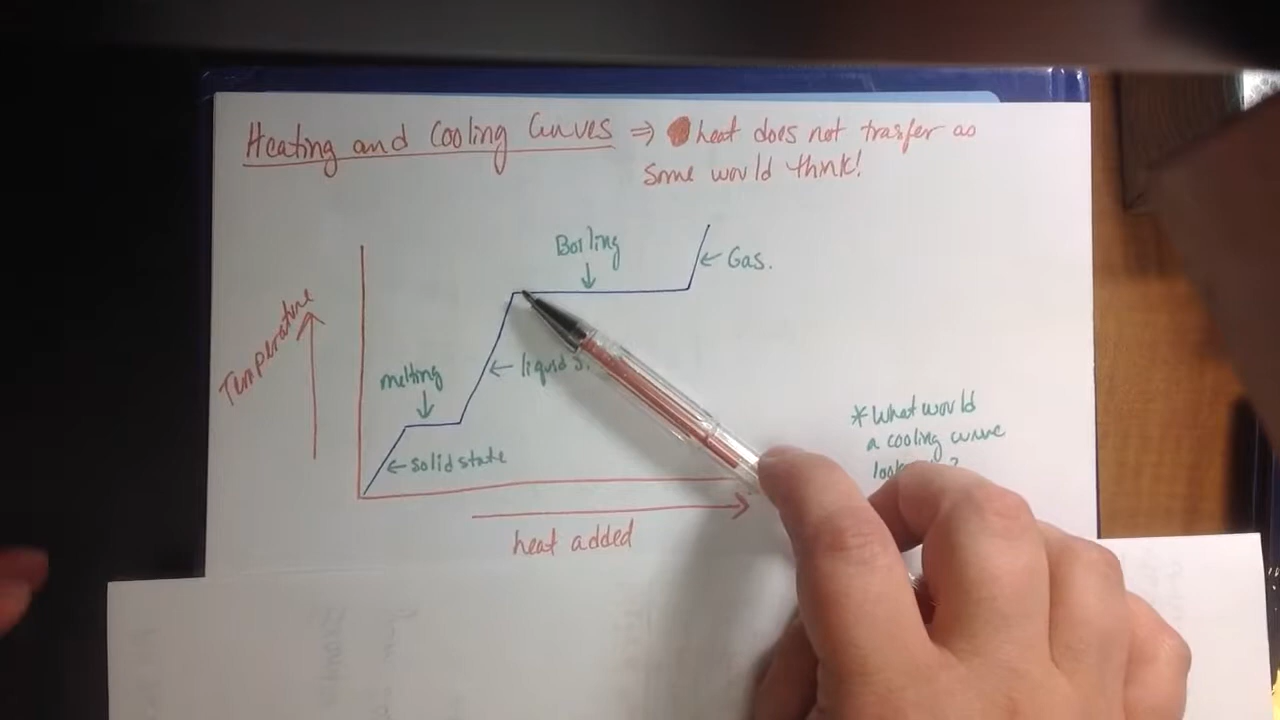 Heating and Cooling Curves ⇒ heat does not trasfer as
some would think!
Boiling
Gas.
Temperature
melting
liquid
solid state
heat added
*What would
a cooling curve